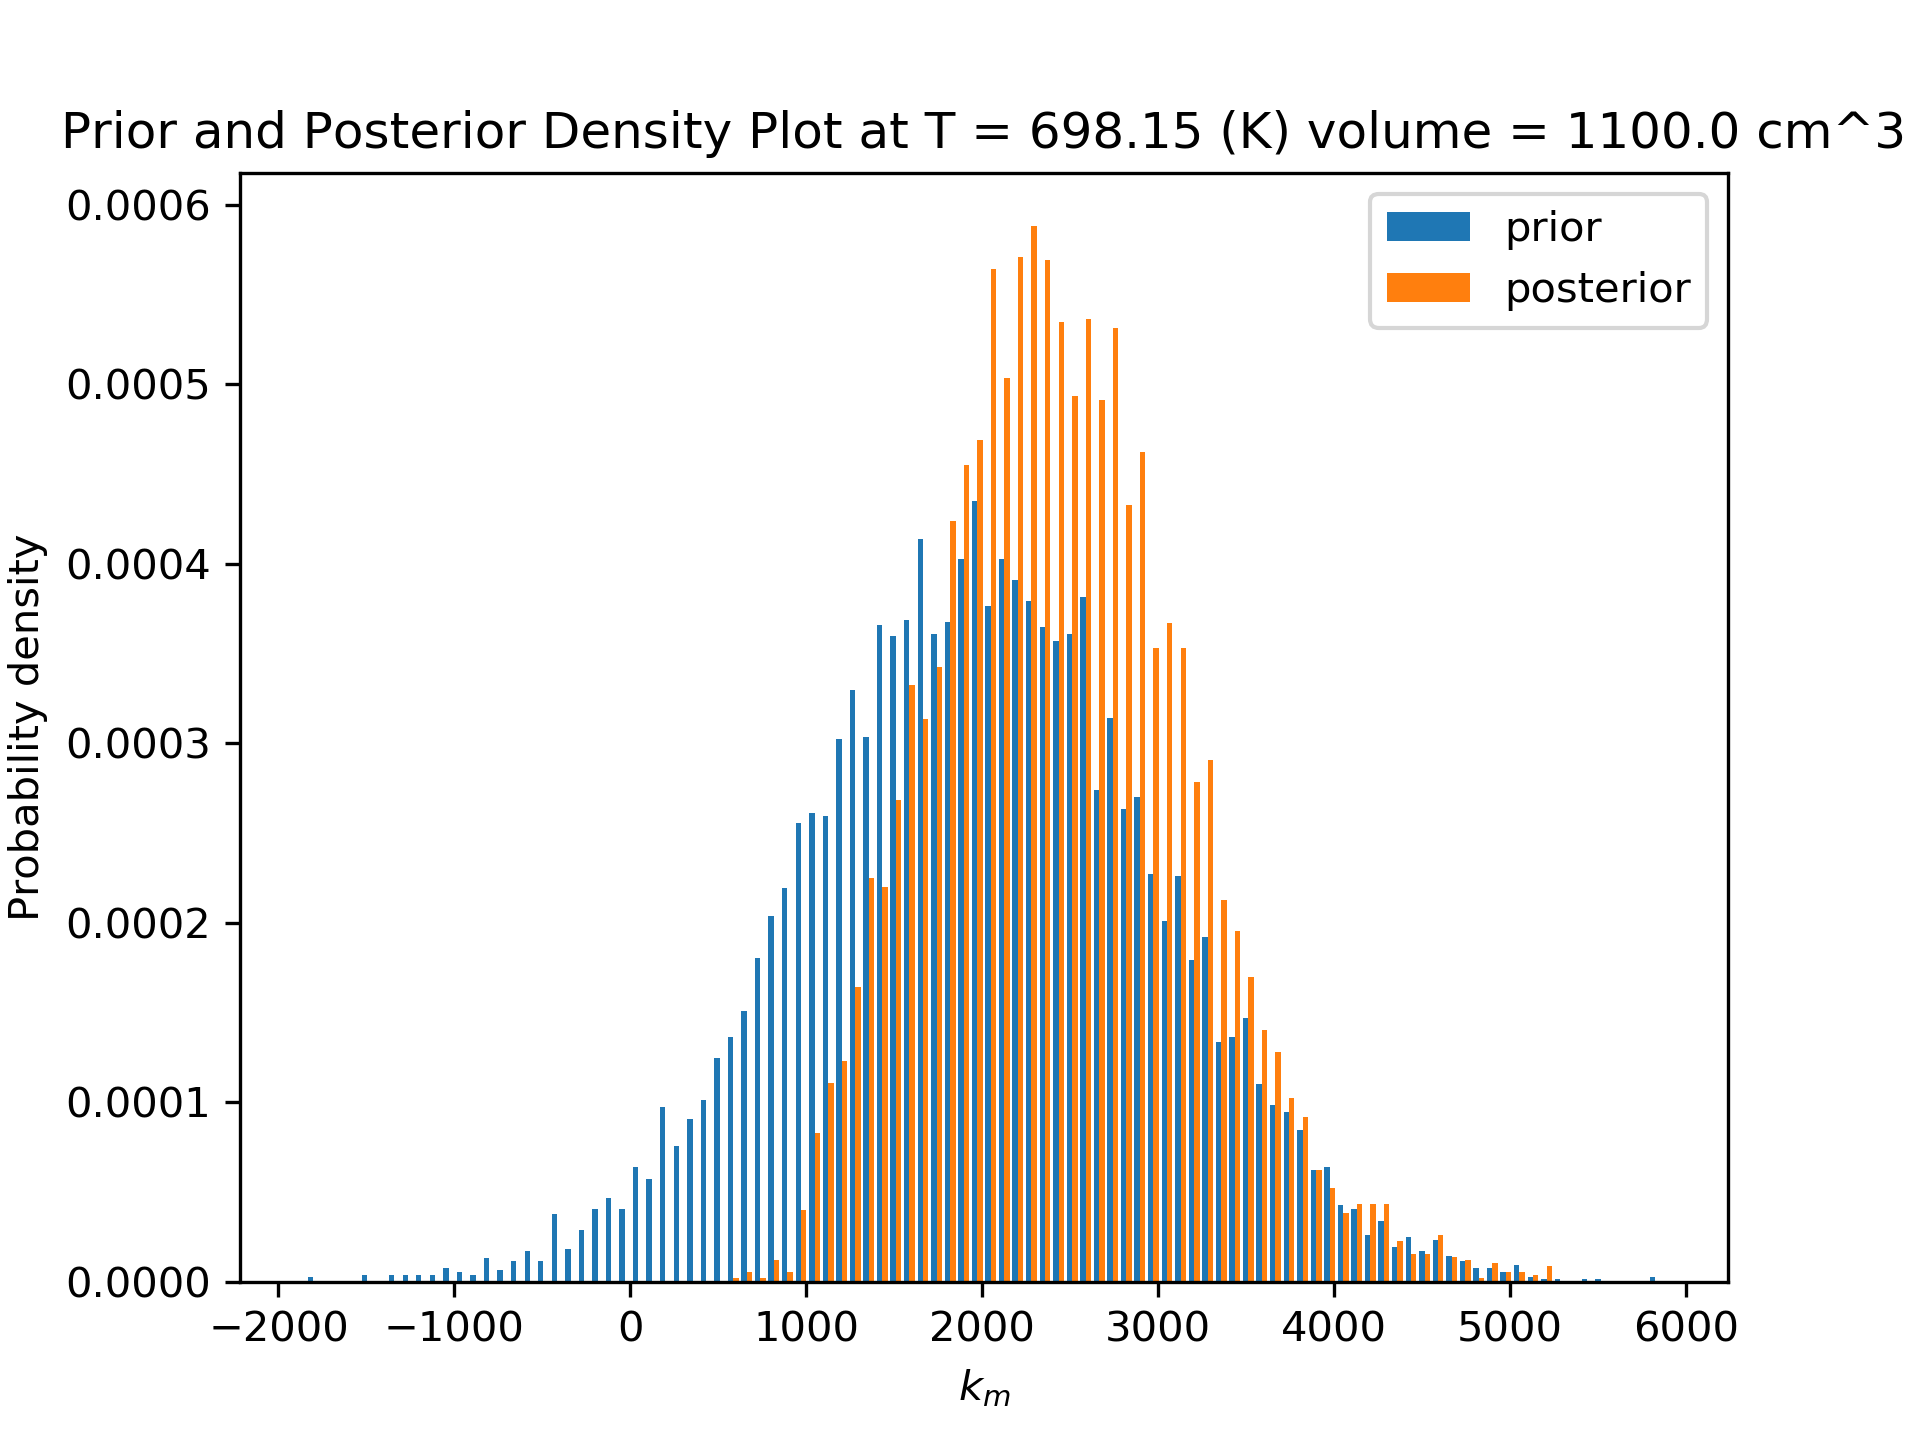 Prior and Posterior Density Plot at T = 698.15 (K) volume = 1100.0 cm^3
prior
posterior
Probability density
0.0006
0.0005
0.0004
0.0003
0.0002
0.0001
0.0000
−2000 −1000 0 1000 2000 3000 4000 5000 6000
k_m